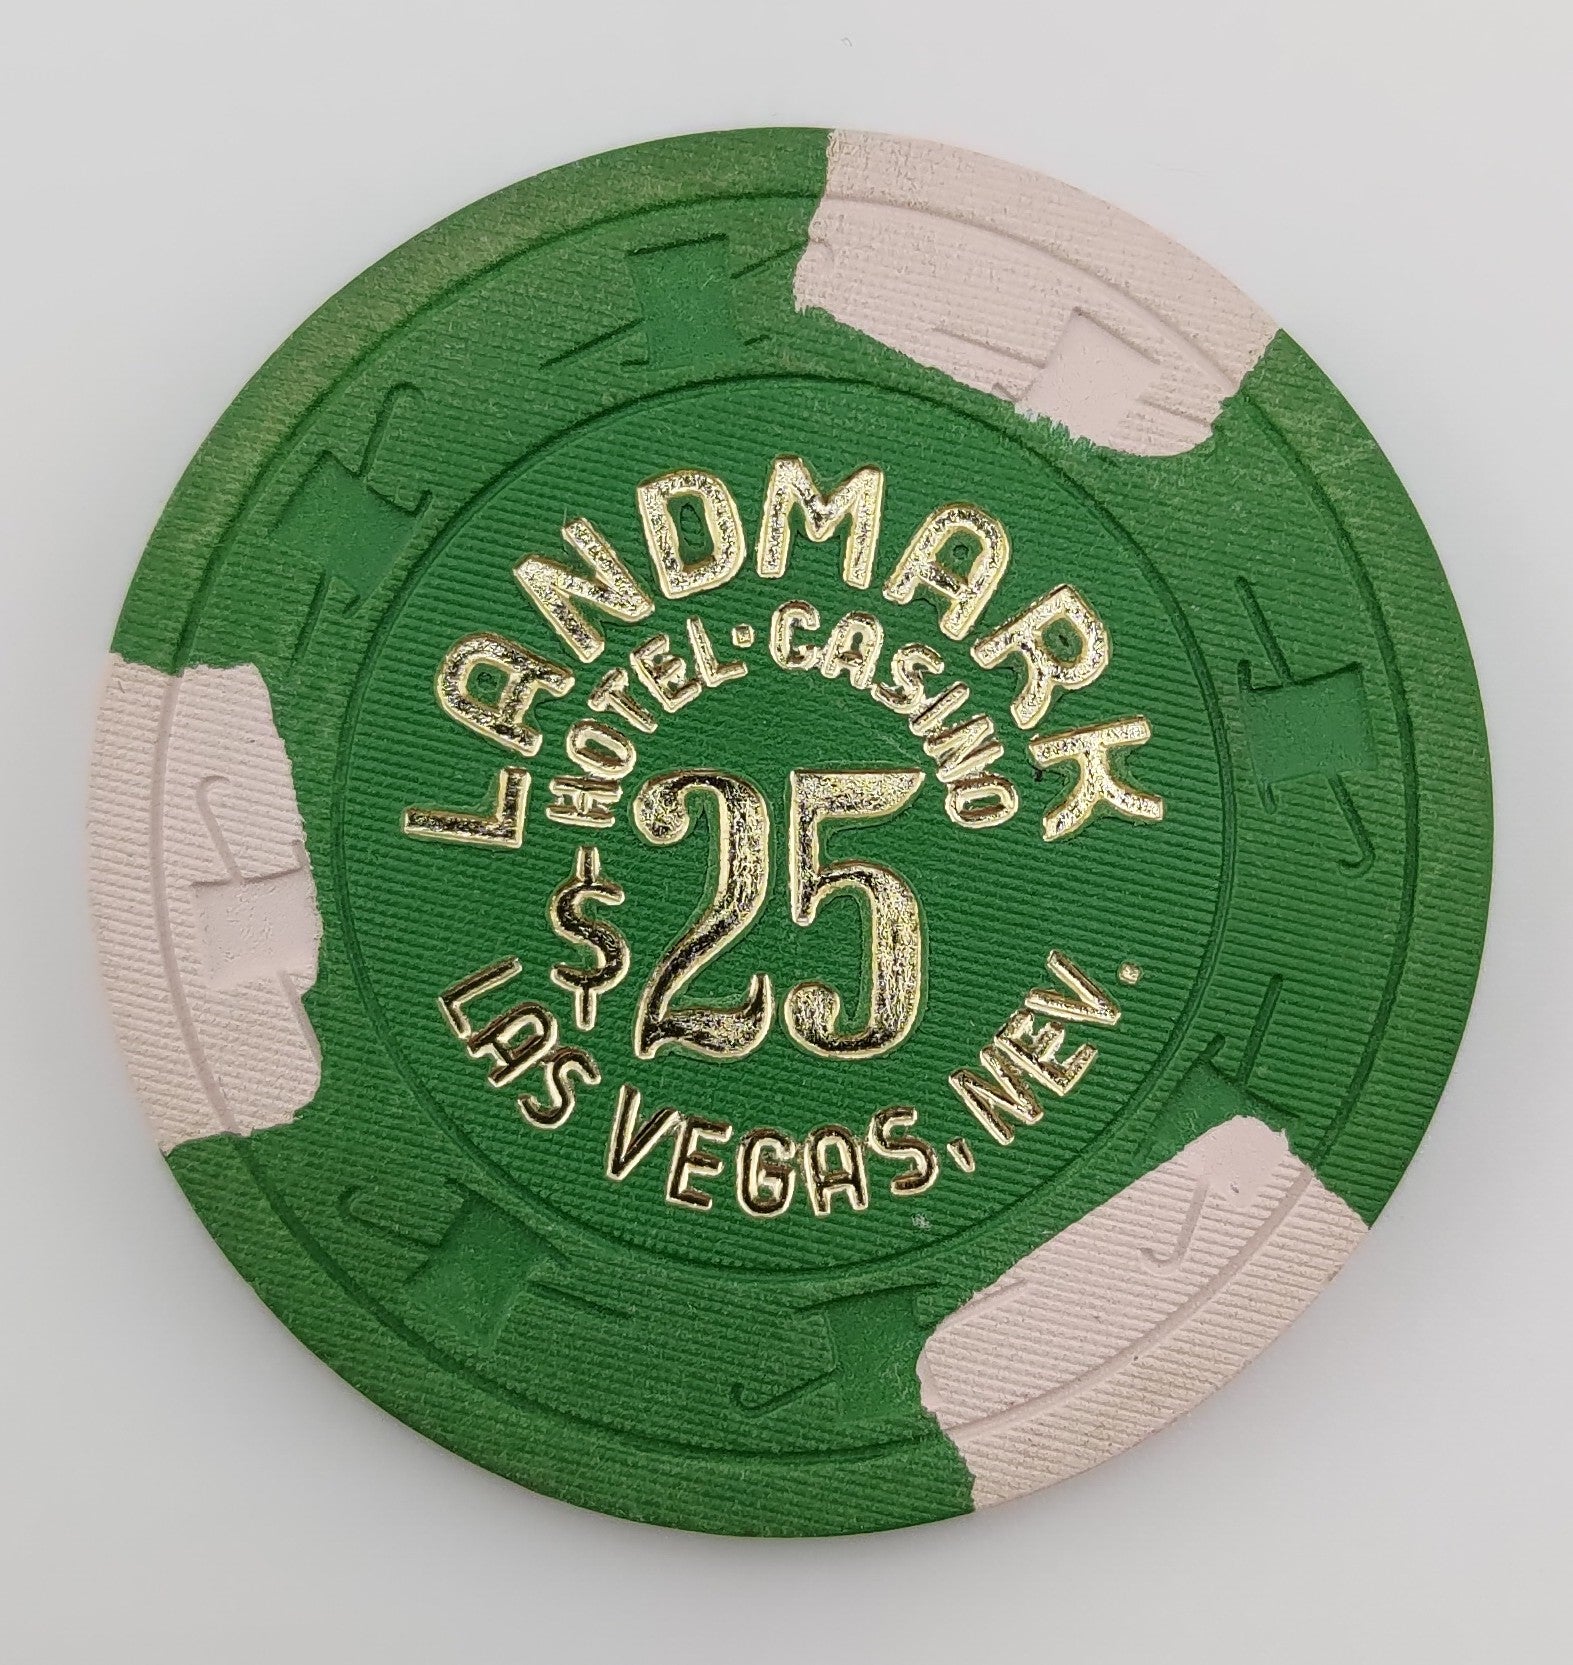 LANDMARK
HOTEL · CASINO
$25
LAS VEGAS, NEV.